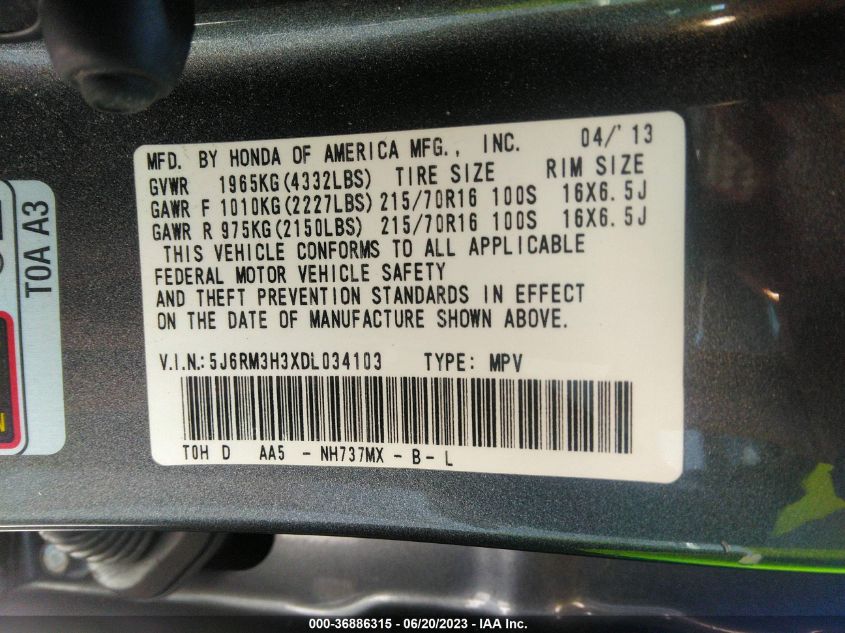 MFD. BY HONDA OF AMERICA MFG., INC. 04/'13
GVWR 1965KG(4332LBS) TIRE SIZE RIM SIZE
GAWR F 1010KG(2227LBS) 215/70R16 100S 16X6.5J
GAWR R 975KG(2150LBS) 215/70R16 100S 16X6.5J
THIS VEHICLE CONFORMS TO ALL APPLICABLE
FEDERAL MOTOR VEHICLE SAFETY
AND THEFT PREVENTION STANDARDS IN EFFECT
ON THE DATE OF MANUFACTURE SHOWN ABOVE.
V.I.N.: 5J6RM3H3XDL034103 TYPE: MPV
T0H D AA5 - NH737MX - B - L
T0A A3
000-36886315 / 06/20/2023 / IAA Inc.